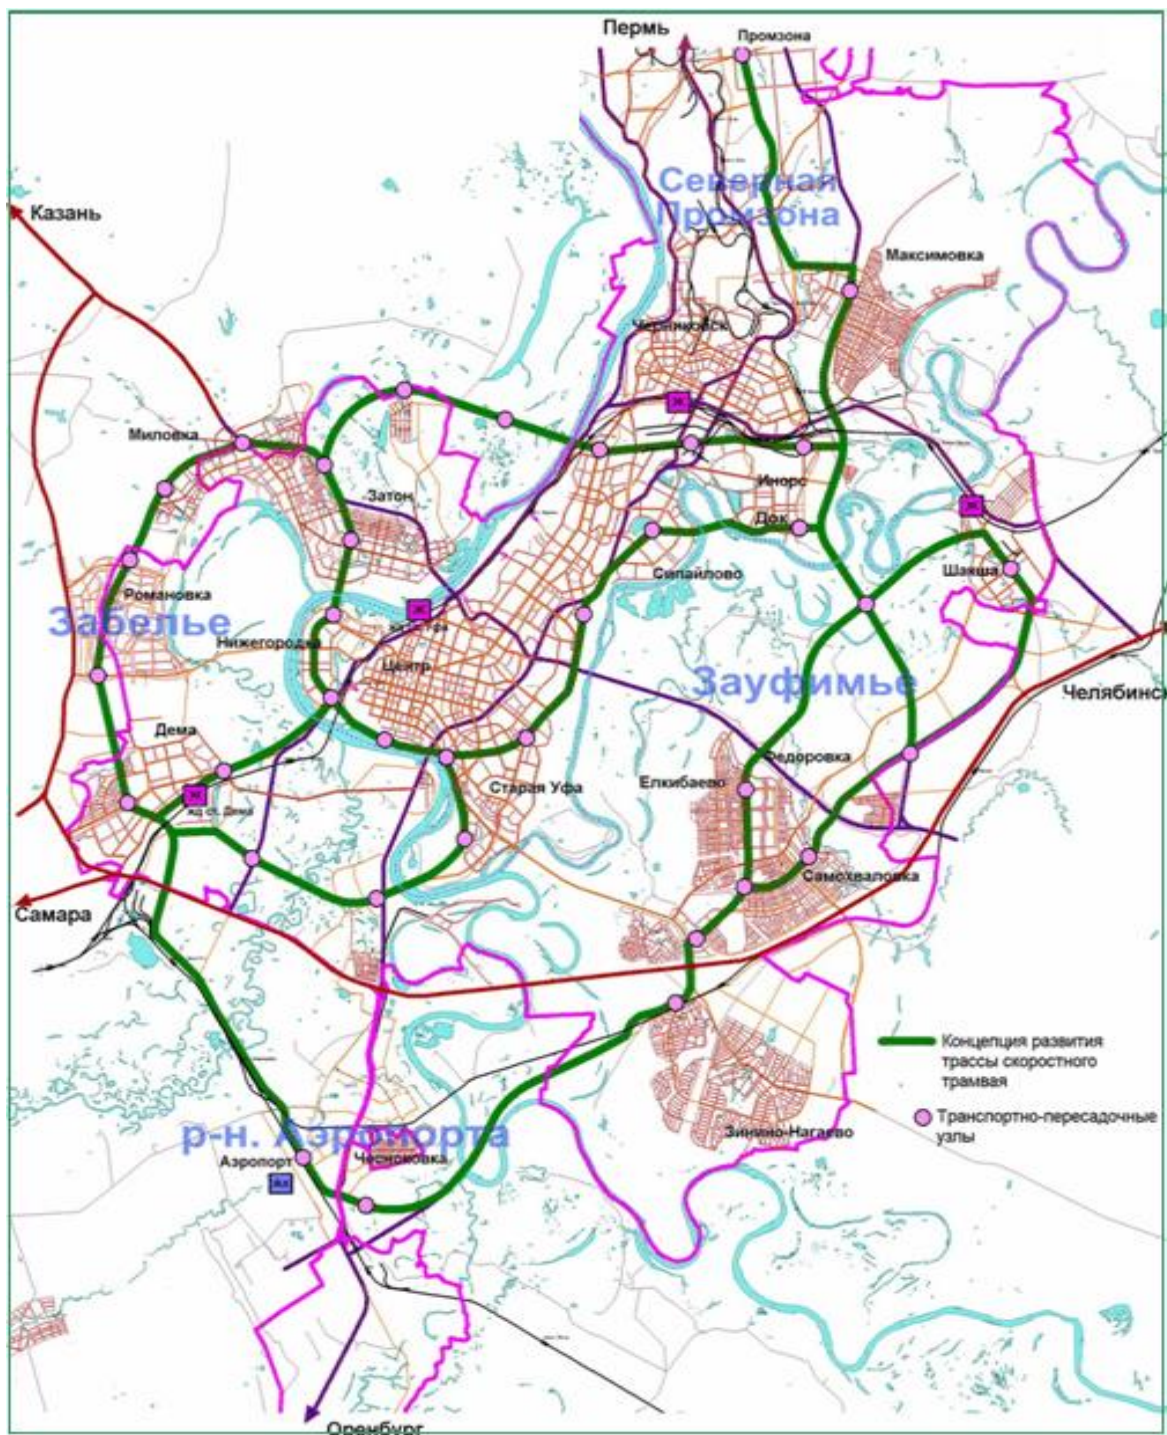 Пермь
Промзона
Казань
Северная
Промзона
Максимовка
Черниковск
Ж
Миловка
Затон
Инорс
Док
Ж
Сипайлово
Шакша
Романовка
Забелье
Ж
Нижегородка
Центр
Зауфимье
Челябинск
Дема
Федоровка
Елкибаево
Старая Уфа
Ж
жд ст. Дема
Самохваловка
Самара
Концепция развития
трассы скоростного
трамвая
Транспортно-пересадочные
узлы
р-н. Аэропорта
Зинино-Нагаево
Аэропорт
Чесноковка
Оренбург